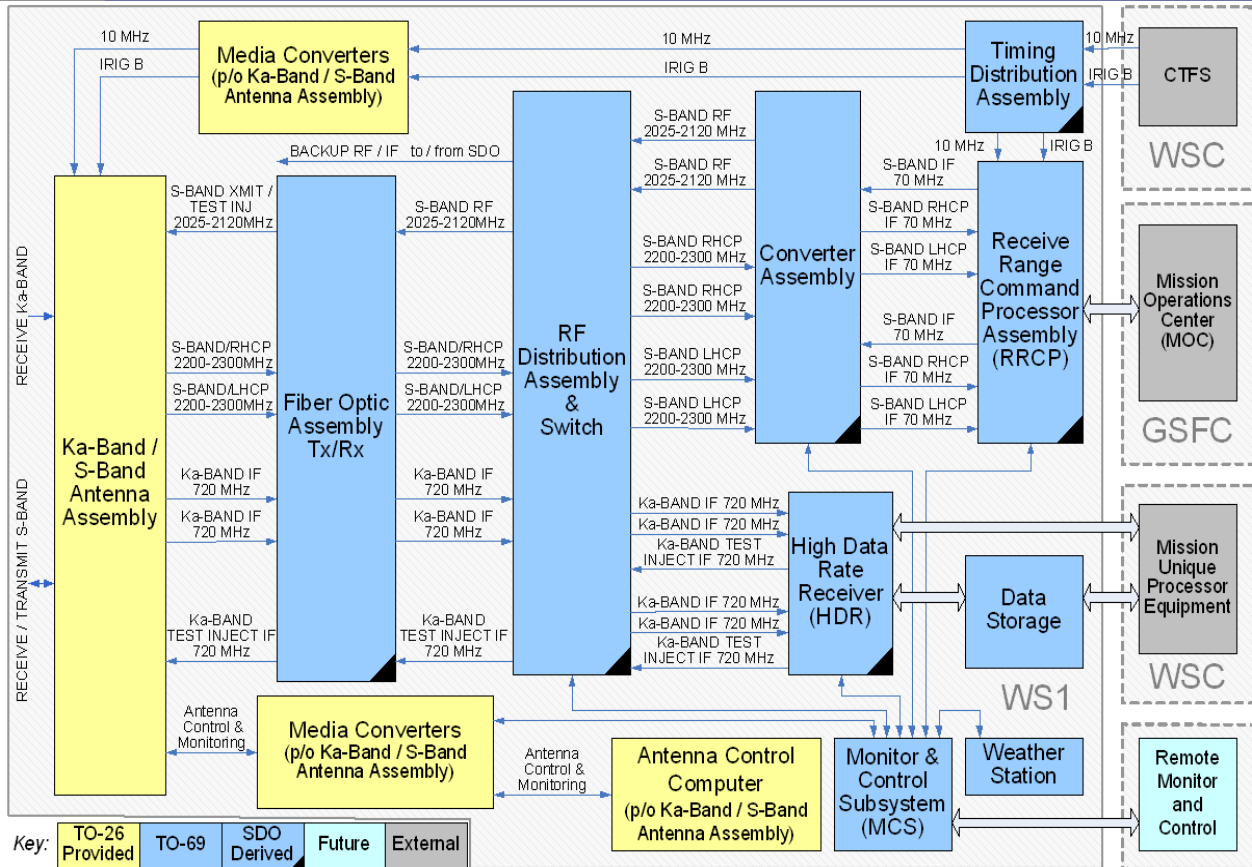 10 MHz
IRIG B
Media Converters
(p/o Ka-Band / S-Band
Antenna Assembly)
10 MHz
IRIG B
Timing
Distribution
Assembly
10 MHz
IRIG B
CTFS
WSC
10 MHz
IRIG B
BACKUP RF / IF to / from SDO
S-BAND XMIT /
TEST INJ
2025-2120MHz
S-BAND RF
2025-2120MHz
S-BAND RF
2025-2120 MHz
S-BAND RF
2025-2120 MHz
S-BAND RHCP
2200-2300 MHz
S-BAND RHCP
2200-2300 MHz
S-BAND LHCP
2200-2300 MHz
S-BAND LHCP
2200-2300 MHz
Converter
Assembly
S-BAND IF
70 MHz
S-BAND RHCP
IF 70 MHz
S-BAND LHCP
IF 70 MHz
S-BAND IF
70 MHz
S-BAND RHCP
IF 70 MHz
S-BAND LHCP
IF 70 MHz
Receive
Range
Command
Processor
Assembly
(RRCP)
Mission
Operations
Center
(MOC)
GSFC
RECEIVE Ka-BAND
RECEIVE / TRANSMIT S-BAND
Ka-Band /
S-Band
Antenna
Assembly
S-BAND/RHCP
2200-2300MHz
S-BAND/LHCP
2200-2300MHz
Ka-BAND IF
720 MHz
Ka-BAND IF
720 MHz
Ka-BAND
TEST INJECT IF
720 MHz
Fiber Optic
Assembly
Tx/Rx
S-BAND/RHCP
2200-2300MHz
S-BAND/LHCP
2200-2300MHz
Ka-BAND IF
720 MHz
Ka-BAND IF
720 MHz
Ka-BAND
TEST INJECT IF
720 MHz
RF
Distribution
Assembly
&
Switch
Ka-BAND IF 720 MHz
Ka-BAND IF 720 MHz
Ka-BAND TEST
INJECT IF 720 MHz
Ka-BAND IF 720 MHz
Ka-BAND IF 720 MHz
Ka-BAND TEST
INJECT IF 720 MHz
High Data
Rate
Receiver
(HDR)
Data
Storage
WS1
Mission
Unique
Processor
Equipment
WSC
Antenna
Control &
Monitoring
Media Converters
(p/o Ka-Band / S-Band
Antenna Assembly)
Antenna
Control &
Monitoring
Antenna Control
Computer
(p/o Ka-Band / S-Band
Antenna Assembly)
Monitor &
Control
Subsystem
(MCS)
Weather
Station
Remote
Monitor
and
Control
Key:
TO-26
Provided
TO-69
SDO
Derived
Future
External